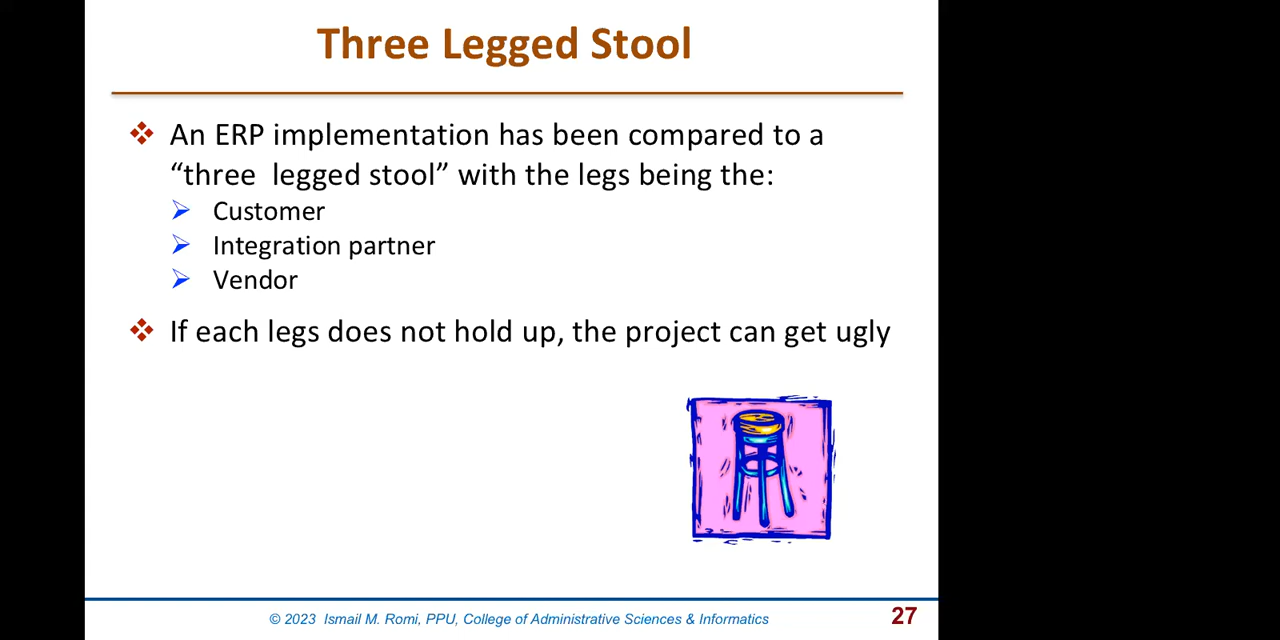 Three Legged Stool
An ERP implementation has been compared to a
“three legged stool” with the legs being the:
Customer
Integration partner
Vendor
If each legs does not hold up, the project can get ugly
© 2023 Ismail M. Romi, PPU, College of Administrative Sciences & Informatics
27